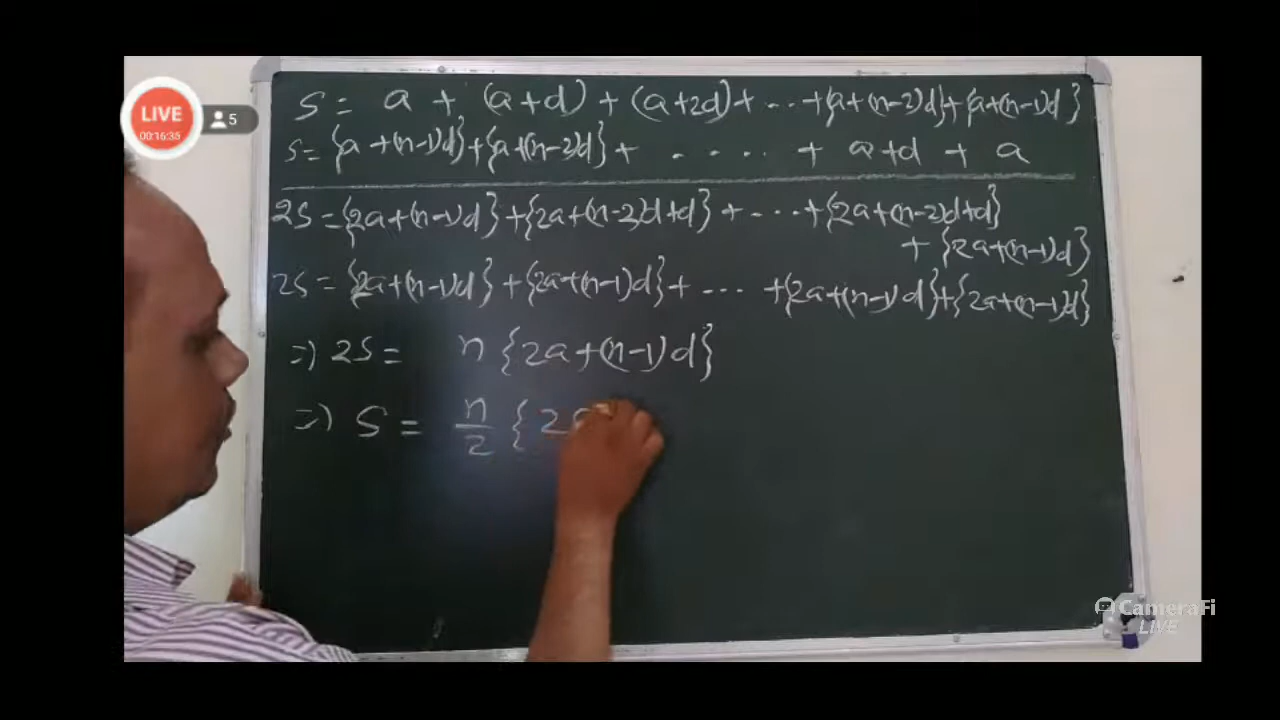 LIVE
00:16:35
5
S = a + (a+d) + (a+2d) + ... + {a+(n-2)d} + {a+(n-1)d}
S = {a+(n-1)d} + {a+(n-2)d} + ..... + a+d + a
2S = {2a+(n-1)d} + {2a+(n-2)d+d} + ... + {2a+(n-2)d+d}
+ {2a+(n-1)d}
2S = {2a+(n-1)d} + {2a+(n-1)d} + ... + {2a+(n-1)d} + {2a+(n-1)d}
=> 2S = n {2a+(n-1)d}
=> S = n/2 {2
CameraFi
LIVE